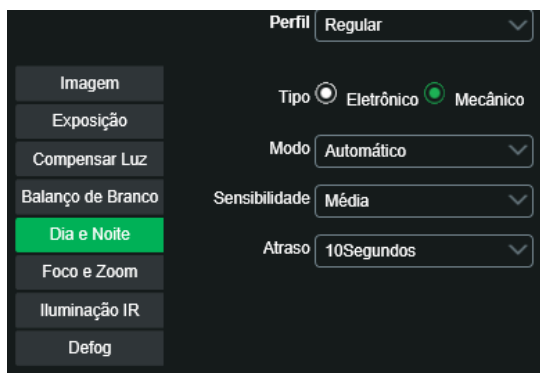 Perfil Regular
Imagem
Tipo Eletrônico Mecânico
Exposição
Compensar Luz
Modo Automático
Balanço de Branco
Sensibilidade Média
Dia e Noite
Atraso 10Segundos
Foco e Zoom
Iluminação IR
Defog